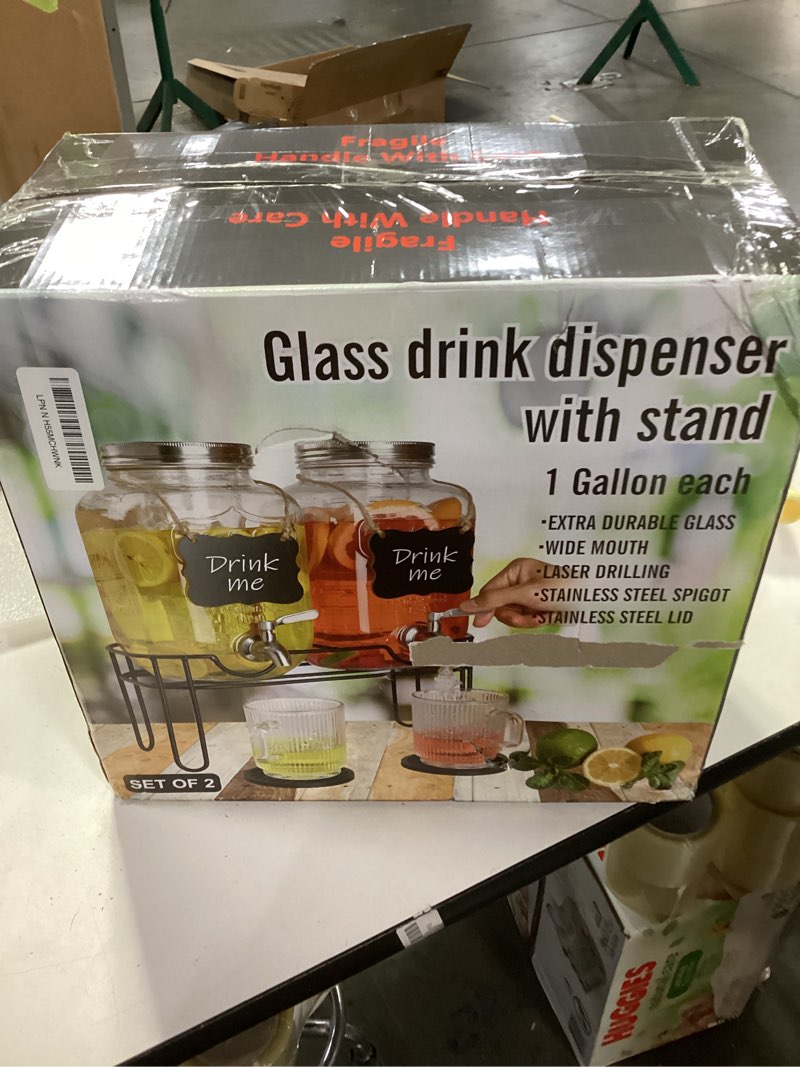 Fragile
Handle With
Handle With Care
Fragile
Glass drink dispenser
with stand
1 Gallon each
·EXTRA DURABLE GLASS
·WIDE MOUTH
·LASER DRILLING
·STAINLESS STEEL SPIGOT
·STAINLESS STEEL LID
Drink
me
Drink
me
SET OF 2
HUGGIES